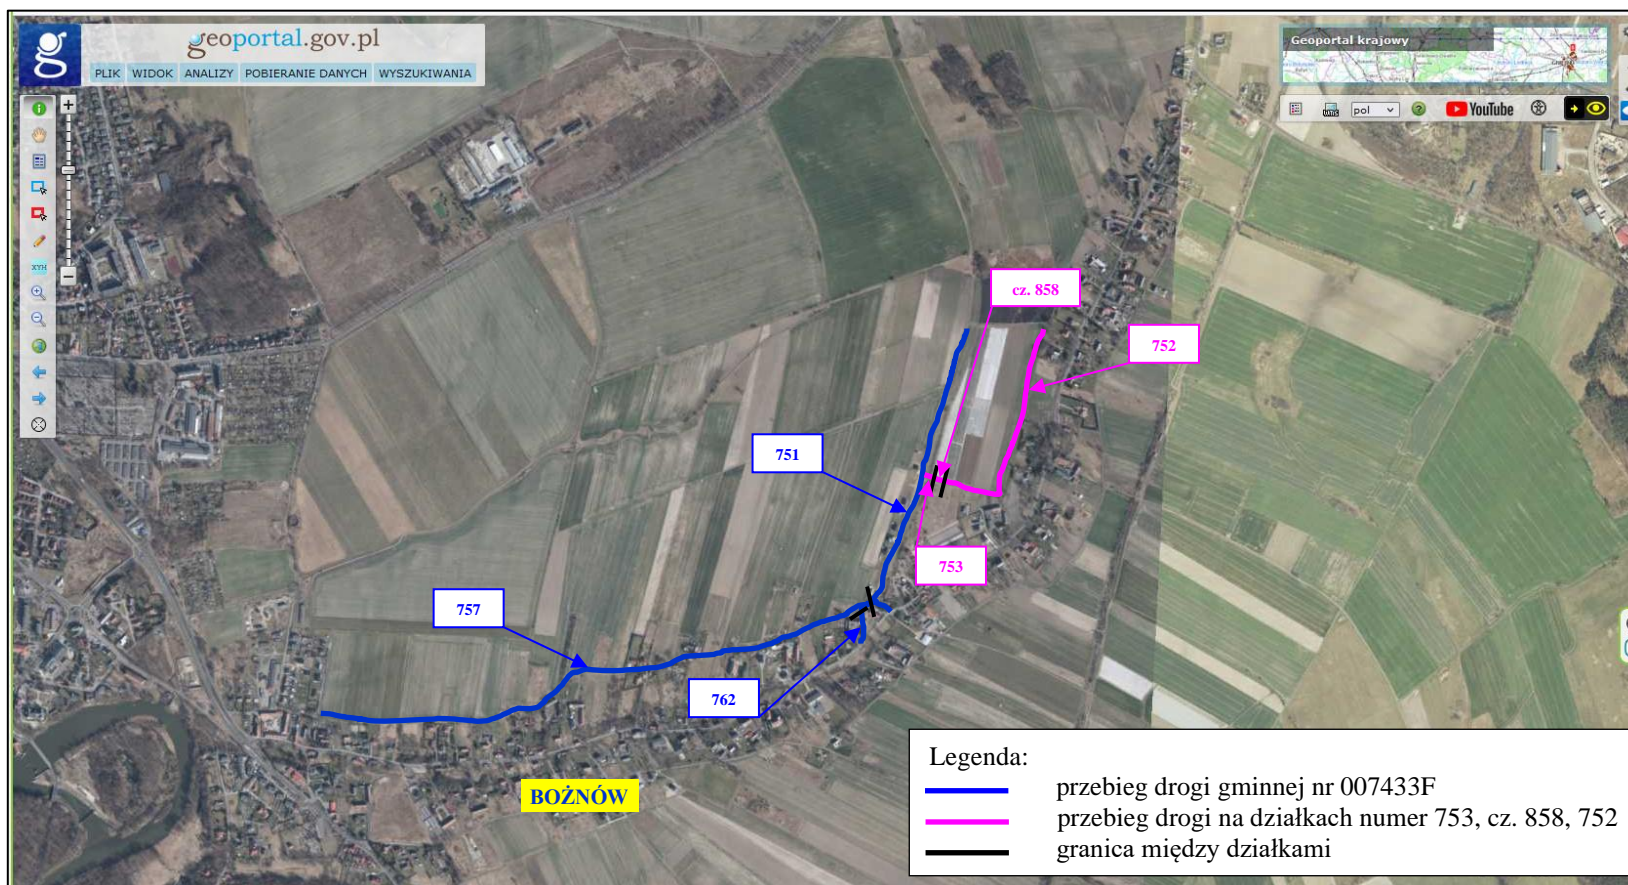 geoportal.gov.pl
PLIK WIDOK ANALIZY POBIERANIE DANYCH WYSZUKIWANIA
Geoportal krajowy
pol
YouTube
XYH
cz. 858
752
751
753
757
762
BOŻNÓW
Legenda:
przebieg drogi gminnej nr 007433F
przebieg drogi na działkach numer 753, cz. 858, 752
granica między działkami